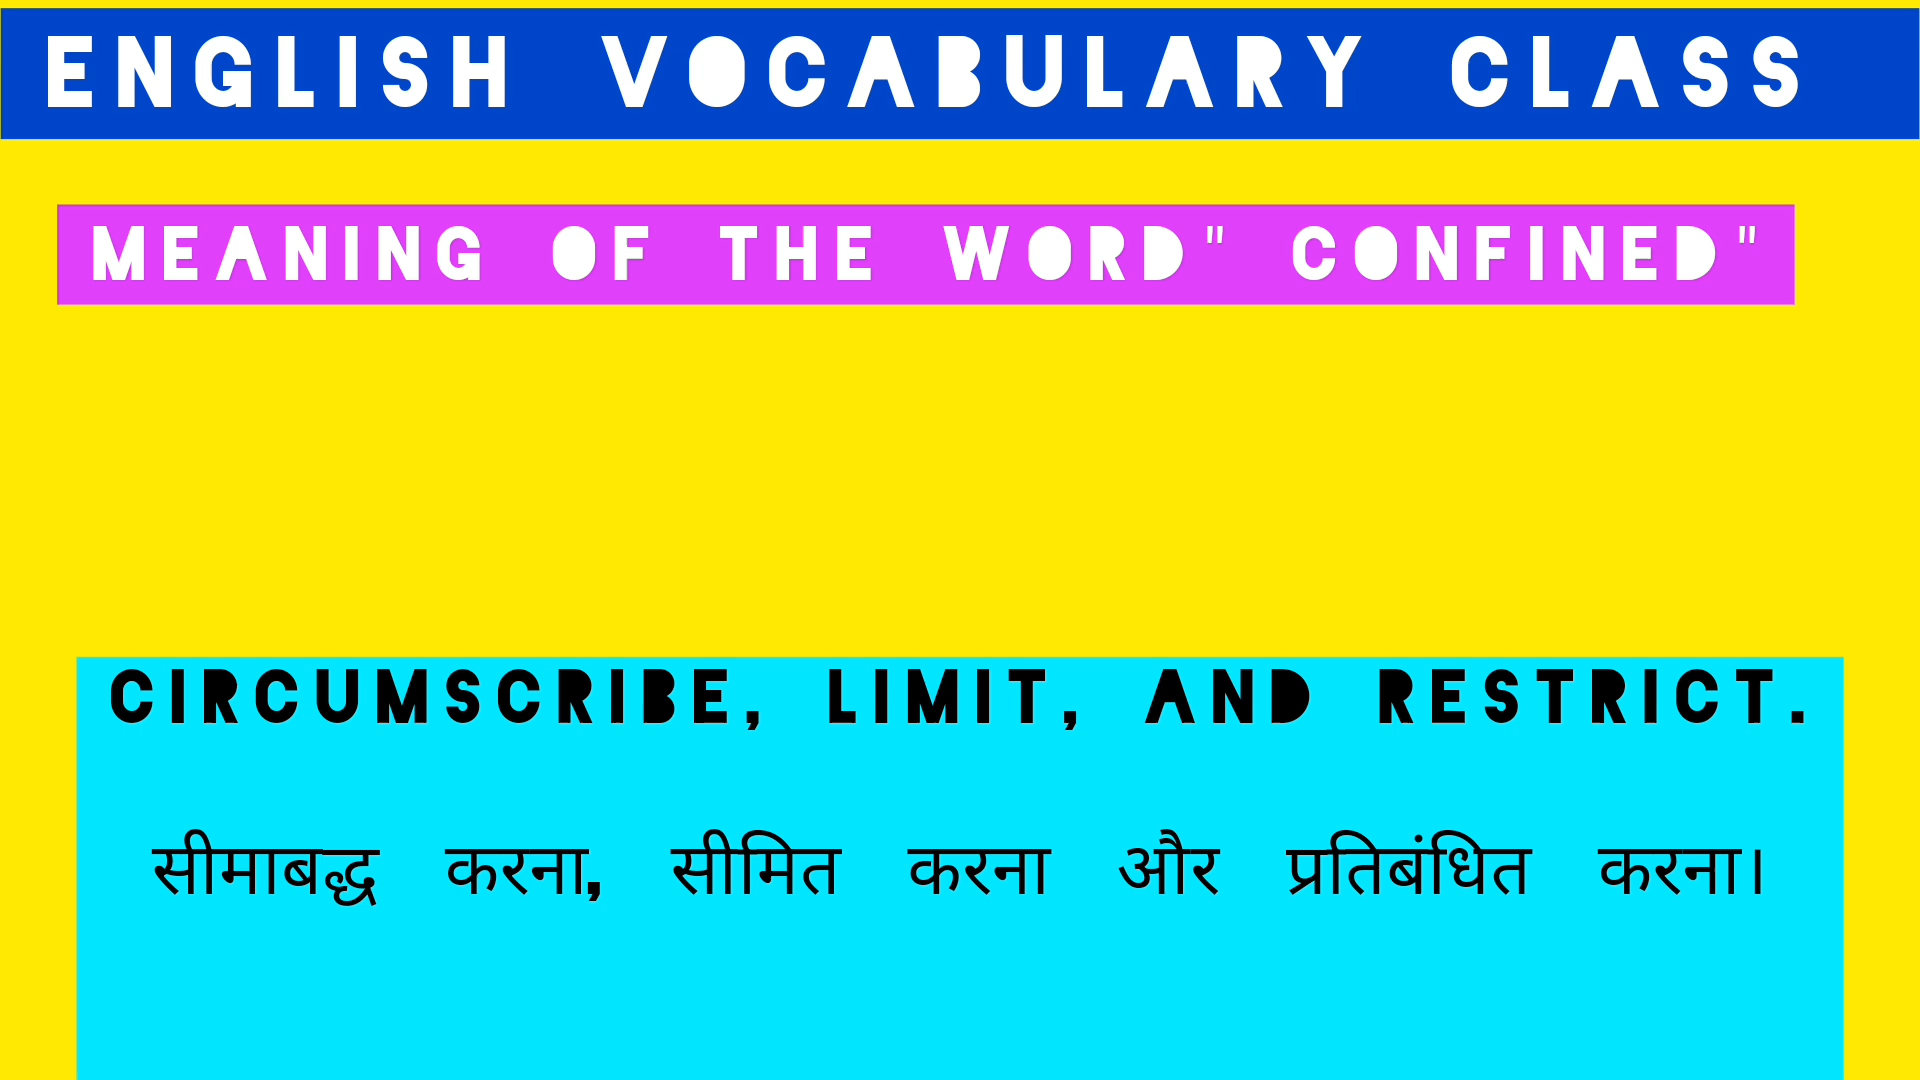 ENGLISH VOCABULARY CLASS
MEANING OF THE WORD" CONFINED"
CIRCUMSCRIBE, LIMIT, AND RESTRICT.
सीमाबद्ध करना, सीमित करना और प्रतिबंधित करना।